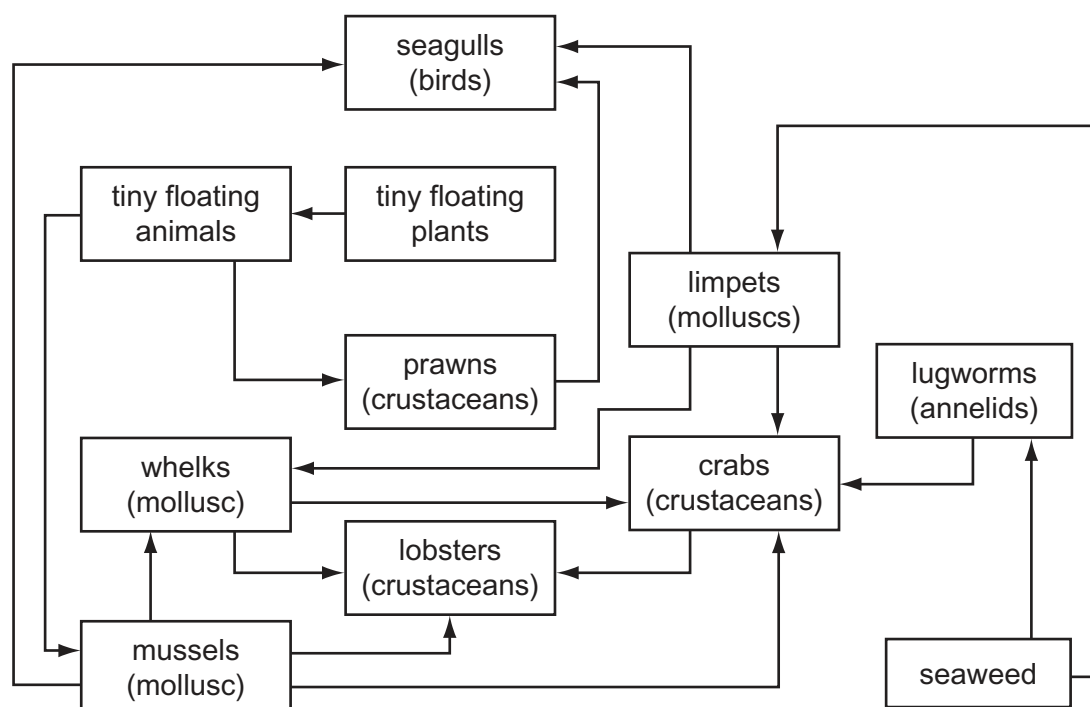 seagulls
(birds)
tiny floating
animals
tiny floating
plants
limpets
(molluscs)
prawns
(crustaceans)
lugworms
(annelids)
whelks
(mollusc)
crabs
(crustaceans)
lobsters
(crustaceans)
mussels
(mollusc)
seaweed